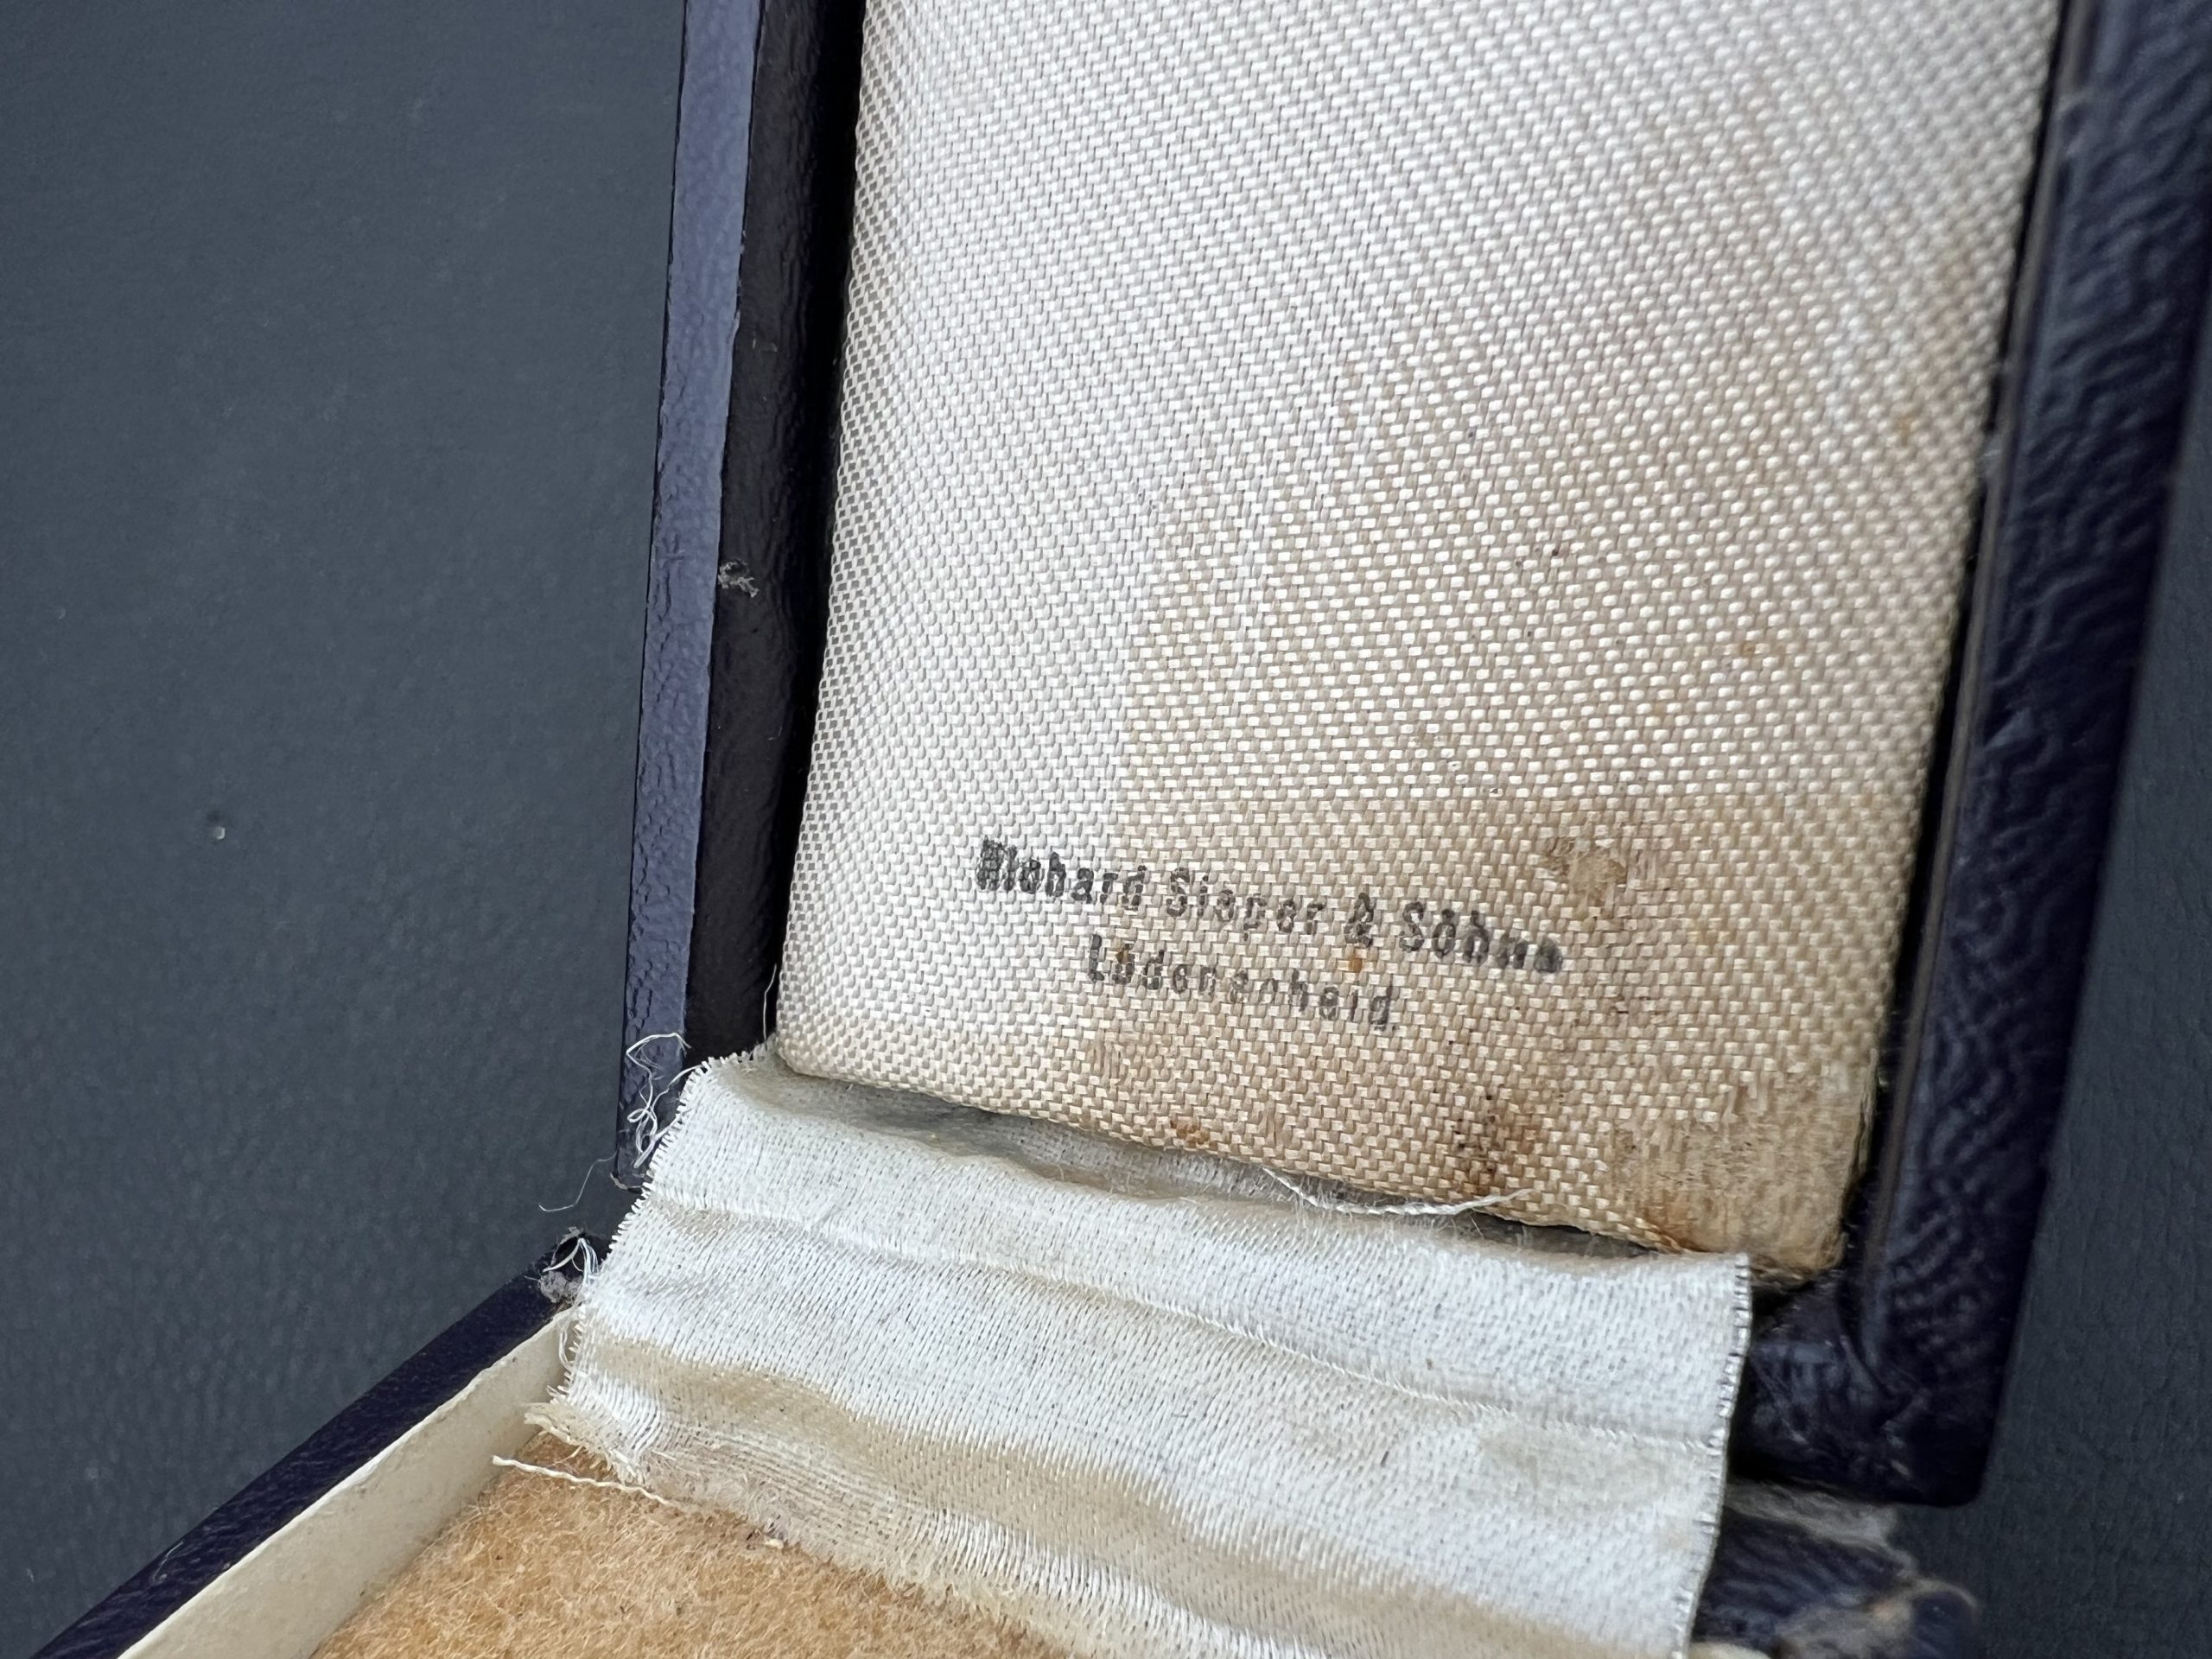 Richard Sieper & Söhne
Lüdenscheid.